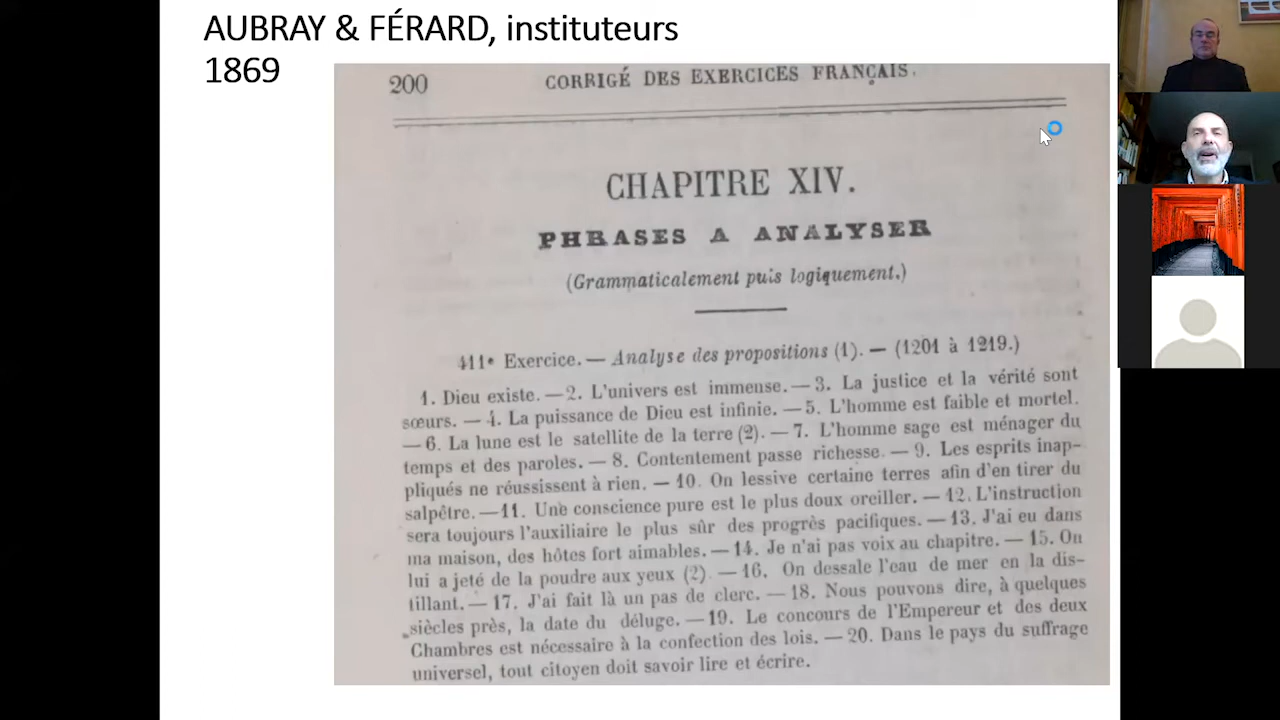 AUBRAY & FÉRARD, instituteurs
1869
200 CORRIGÉ DES EXERCICES FRANÇAIS.
CHAPITRE XIV.
PHRASES A ANALYSER
(Grammaticalement puis logiquement.)
411e Exercice. — Analyse des propositions (1). — (1201 à 1219.)
1. Dieu existe. — 2. L'univers est immense. — 3. La justice et la vérité sont
sœurs. — 4. La puissance de Dieu est infinie. — 5. L'homme est faible et mortel.
— 6. La lune est le satellite de la terre (2). — 7. L'homme sage est ménager du
temps et des paroles. — 8. Contentement passe richesse. — 9. Les esprits inap-
pliqués ne réussissent à rien. — 10. On lessive certaine terres afin d'en tirer du
salpêtre. — 11. Une conscience pure est le plus doux oreiller. — 12. L'instruction
sera toujours l'auxiliaire le plus sûr des progrès pacifiques. — 13. J'ai eu dans
ma maison, des hôtes fort aimables. — 14. Je n'ai pas voix au chapitre. — 15. On
lui a jeté de la poudre aux yeux (2). — 16. On dessale l'eau de mer en la dis-
tillant. — 17. J'ai fait là un pas de clerc. — 18. Nous pouvons dire, à quelques
siècles près, la date du déluge. — 19. Le concours de l'Empereur et des deux
Chambres est nécessaire à la confection des lois. — 20. Dans le pays du suffrage
universel, tout citoyen doit savoir lire et écrire.